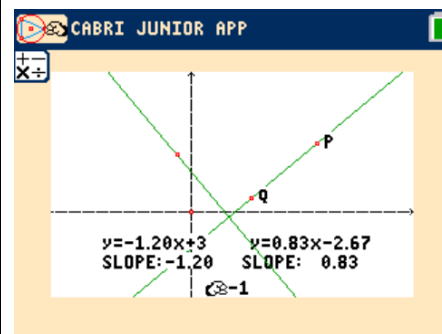 CABRI JUNIOR APP
P
Q
y=-1.20x+3 y=0.83x-2.67
SLOPE:-1.20 SLOPE: 0.83
-1